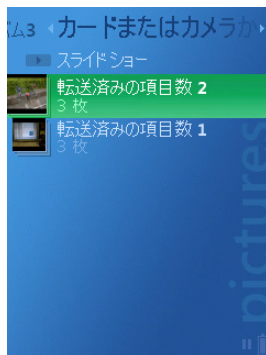 ム3 カードまたはカメラか
スライドショー
転送済みの項目数 2
3 枚
転送済みの項目数 1
3 枚
pictures